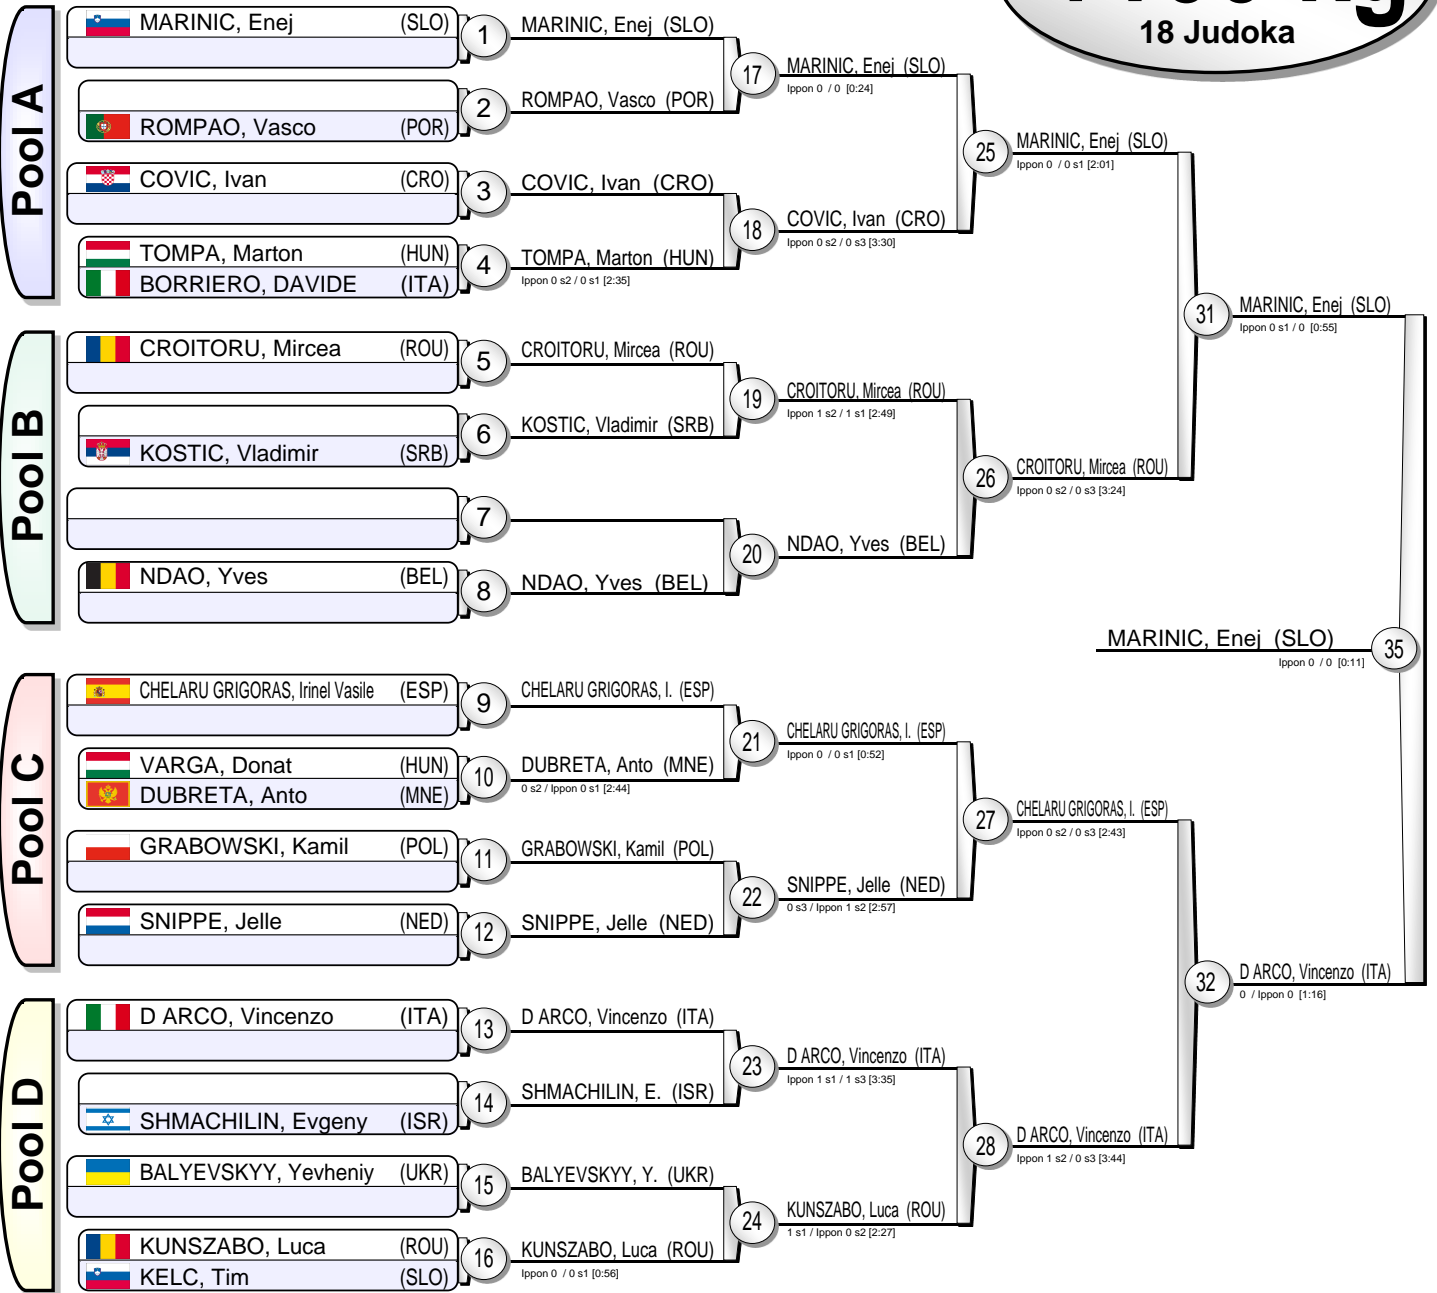 18 Judoka
Pool A
MARINIC, Enej (SLO)
1
ROMPAO, Vasco (POR)
2
COVIC, Ivan (CRO)
3
TOMPA, Marton (HUN)
BORRIERO, DAVIDE (ITA)
4
MARINIC, Enej (SLO)
ROMPAO, Vasco (POR)
COVIC, Ivan (CRO)
TOMPA, Marton (HUN)
Ippon 0 s2 / 0 s1 [2:35]
17
MARINIC, Enej (SLO)
Ippon 0 / 0 [0:24]
18
COVIC, Ivan (CRO)
Ippon 0 s2 / 0 s3 [3:30]
25
MARINIC, Enej (SLO)
Ippon 0 / 0 s1 [2:01]
Pool B
CROITORU, Mircea (ROU)
5
KOSTIC, Vladimir (SRB)
6
7
NDAO, Yves (BEL)
8
CROITORU, Mircea (ROU)
KOSTIC, Vladimir (SRB)
NDAO, Yves (BEL)
19
CROITORU, Mircea (ROU)
Ippon 1 s2 / 1 s1 [2:49]
20
NDAO, Yves (BEL)
26
CROITORU, Mircea (ROU)
Ippon 0 s2 / 0 s3 [3:24]
31
MARINIC, Enej (SLO)
Ippon 0 s1 / 0 [0:55]
MARINIC, Enej (SLO)
Ippon 0 / 0 [0:11]
35
Pool C
CHELARU GRIGORAS, Irinel Vasile (ESP)
9
VARGA, Donat (HUN)
DUBRETA, Anto (MNE)
10
GRABOWSKI, Kamil (POL)
11
SNIPPE, Jelle (NED)
12
CHELARU GRIGORAS, I. (ESP)
DUBRETA, Anto (MNE)
0 s2 / Ippon 0 s1 [2:44]
GRABOWSKI, Kamil (POL)
SNIPPE, Jelle (NED)
21
CHELARU GRIGORAS, I. (ESP)
Ippon 0 / 0 s1 [0:52]
22
SNIPPE, Jelle (NED)
0 s3 / Ippon 1 s2 [2:57]
27
CHELARU GRIGORAS, I. (ESP)
Ippon 0 s2 / 0 s3 [2:43]
Pool D
D ARCO, Vincenzo (ITA)
13
SHMACHILIN, Evgeny (ISR)
14
BALYEVSKYY, Yevheniy (UKR)
15
KUNSZABO, Luca (ROU)
KELC, Tim (SLO)
16
D ARCO, Vincenzo (ITA)
SHMACHILIN, E. (ISR)
BALYEVSKYY, Y. (UKR)
KUNSZABO, Luca (ROU)
Ippon 0 / 0 s1 [0:56]
23
D ARCO, Vincenzo (ITA)
Ippon 1 s1 / 1 s3 [3:35]
24
KUNSZABO, Luca (ROU)
1 s1 / Ippon 0 s2 [2:27]
28
D ARCO, Vincenzo (ITA)
Ippon 1 s2 / 0 s3 [3:44]
32
D ARCO, Vincenzo (ITA)
0 / Ippon 0 [1:16]